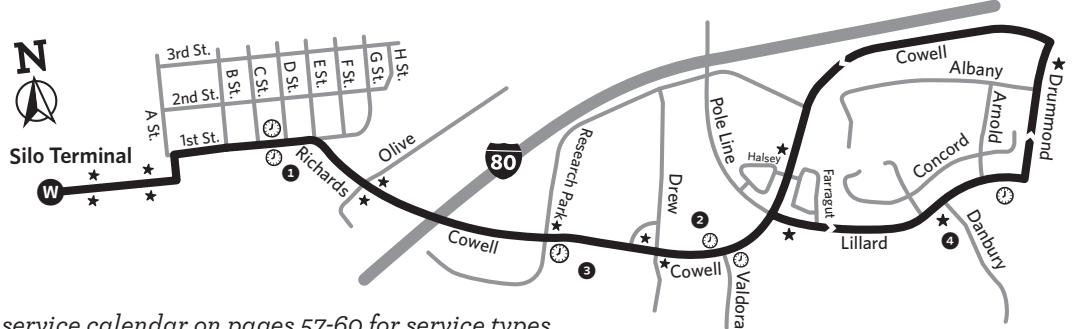 N
3rd St.
2nd St.
1st St.
A St.
B St.
C St.
D St.
E St.
F St.
G St.
H St.
Silo Terminal
W
1
Richards
Olive
80
Cowell
Research Park
3
Drew
2
Cowell
Valdora
Pole Line
Halsey
Farragut
Lillard
4
Danbury
Concord
Arnold
Albany
Cowell
Drummond
service calendar on pages 57-60 for service types